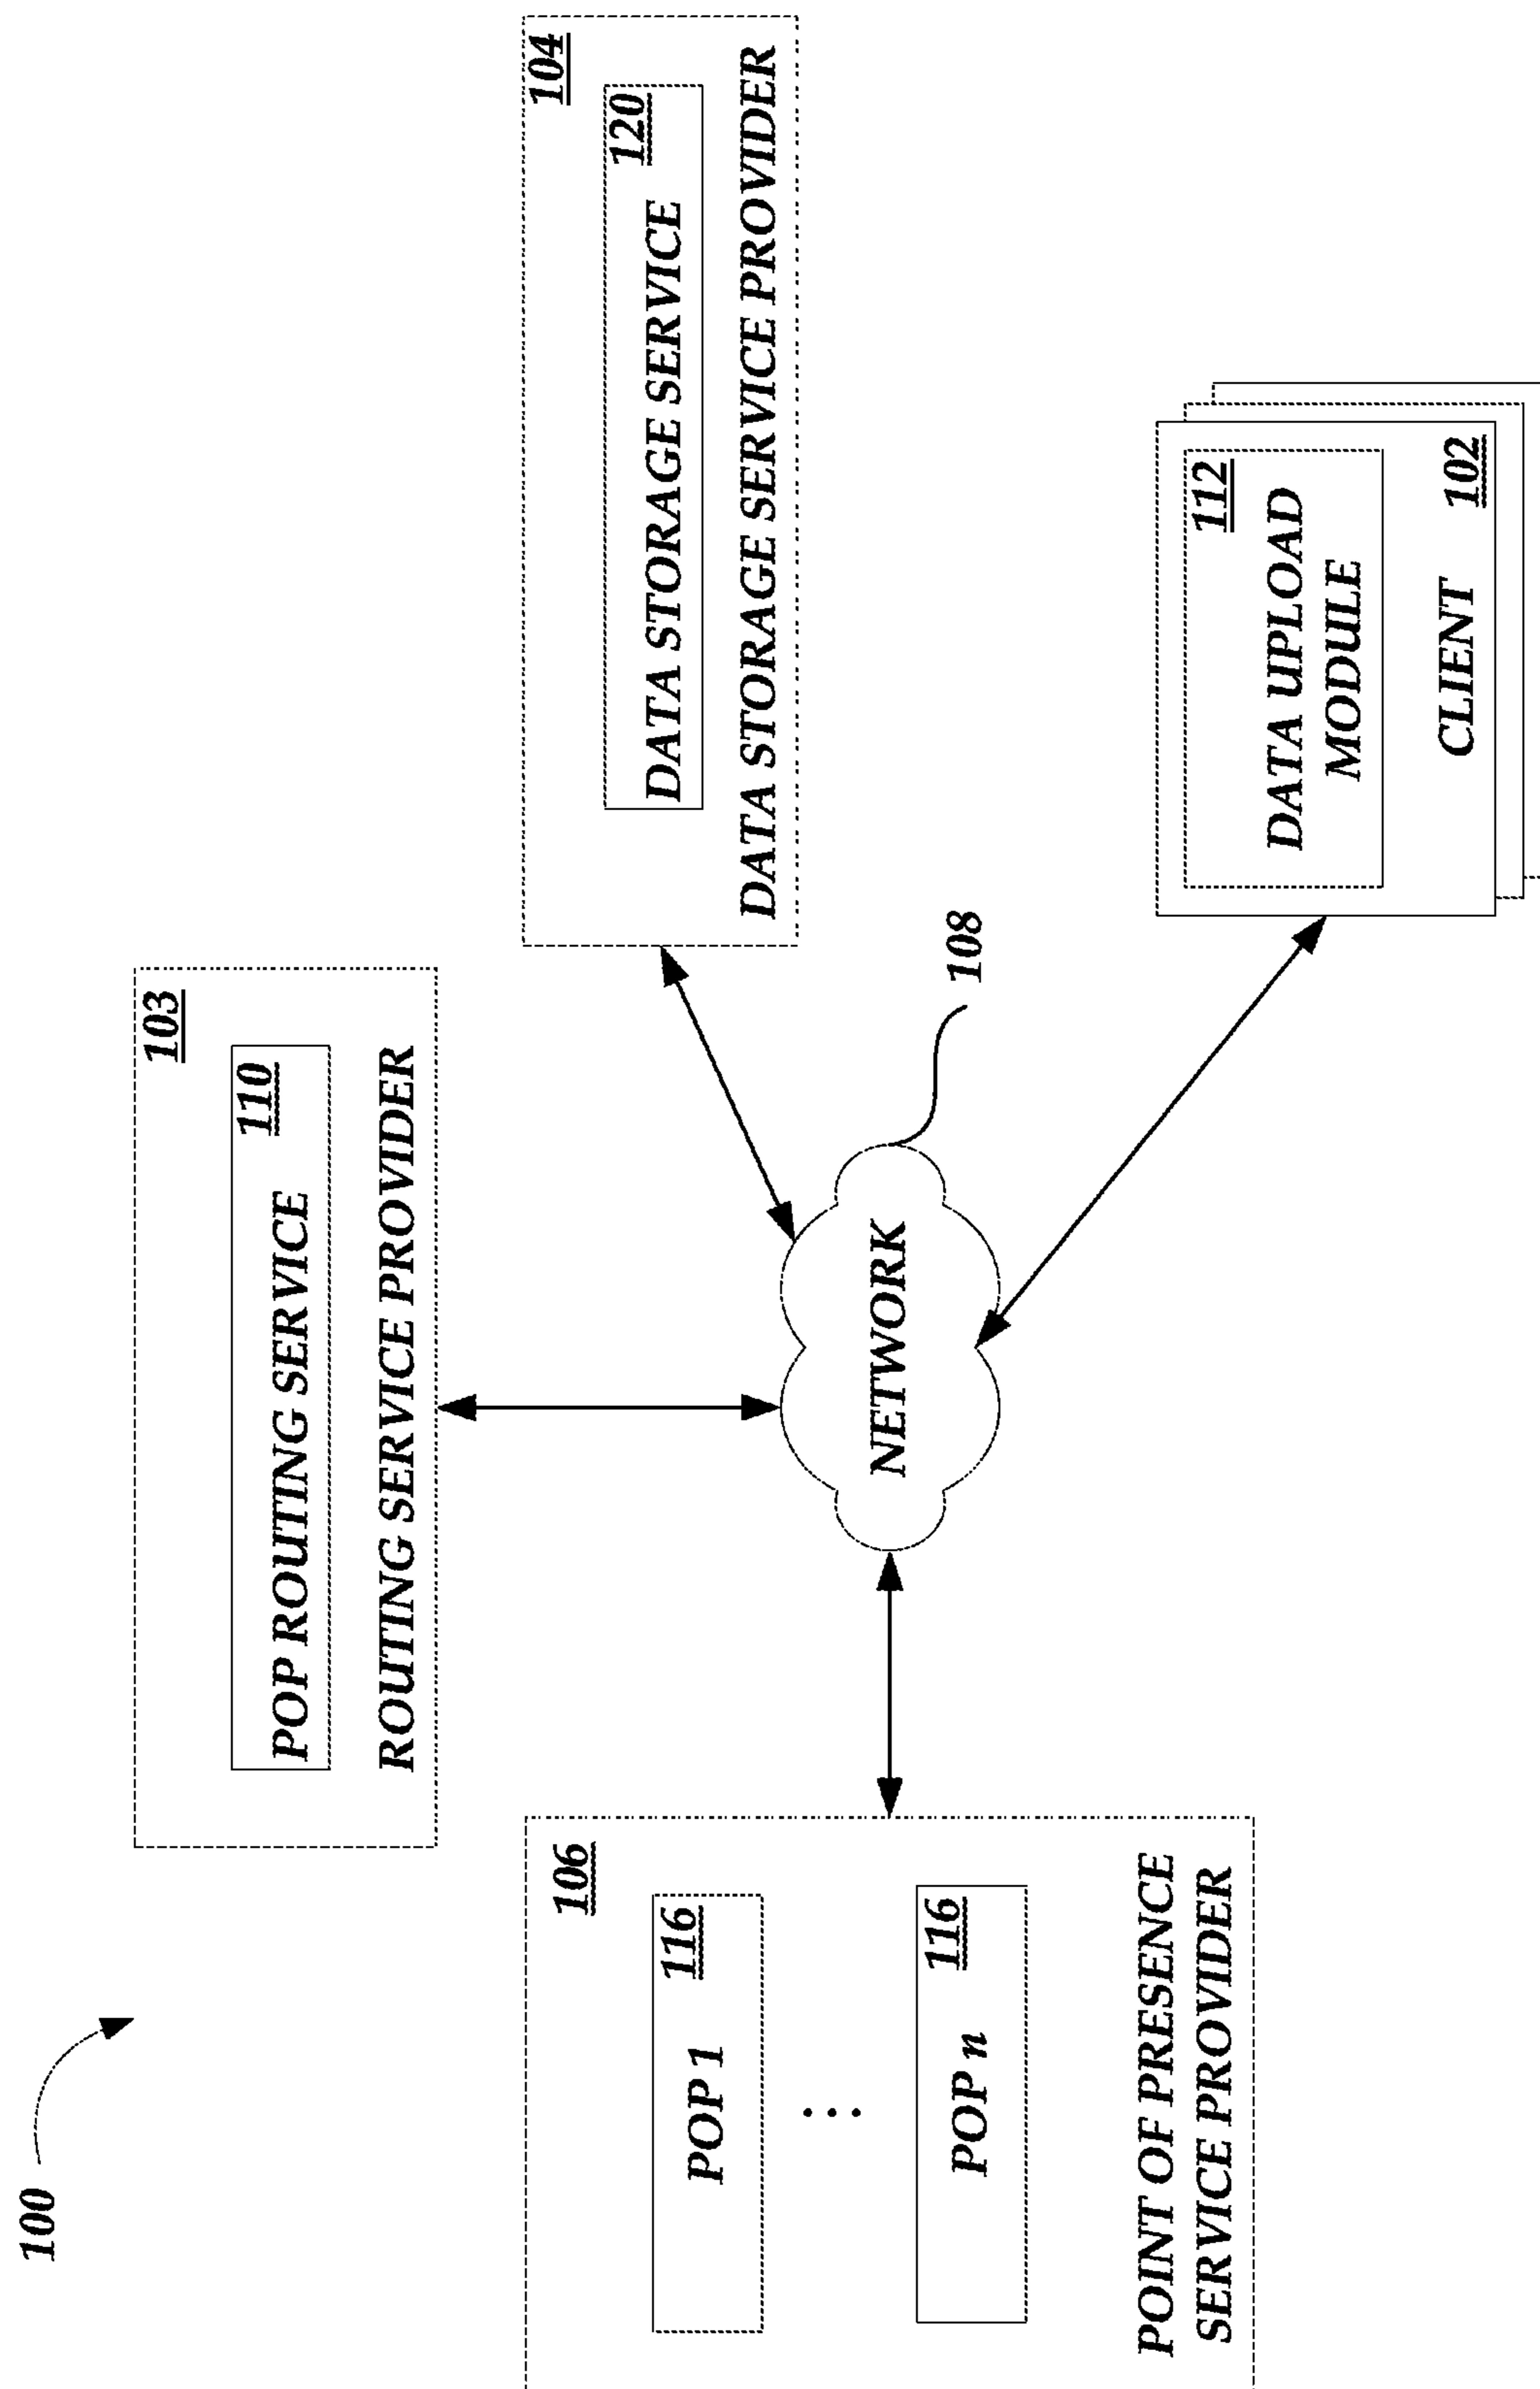 100
103
110
POP ROUTING SERVICE
ROUTING SERVICE PROVIDER
106
116
POP 1
116
POP n
POINT OF PRESENCE
SERVICE PROVIDER
NETWORK
108
104
120
DATA STORAGE SERVICE
DATA STORAGE SERVICE PROVIDER
112
DATA UPLOAD
MODULE
CLIENT 102